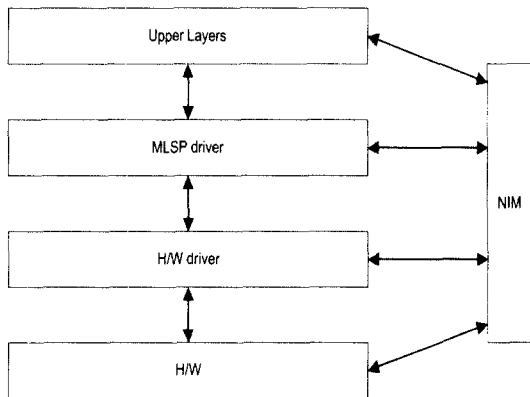 Upper Layers
MLSP driver
NIM
H/W driver
H/W